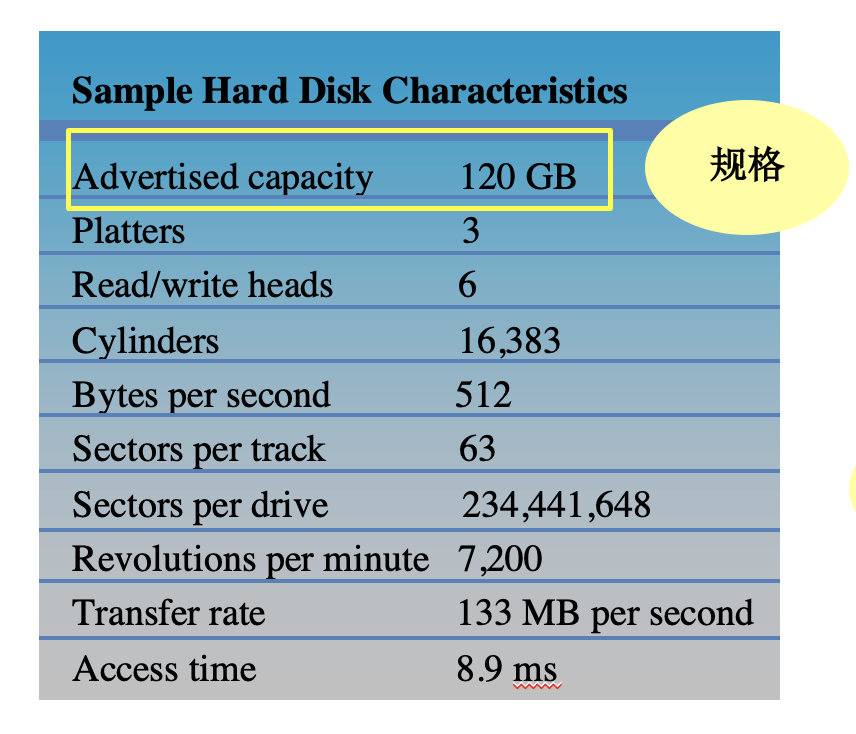 Sample Hard Disk Characteristics
Advertised capacity 120 GB
规格
Platters 3
Read/write heads 6
Cylinders 16,383
Bytes per second 512
Sectors per track 63
Sectors per drive 234,441,648
Revolutions per minute 7,200
Transfer rate 133 MB per second
Access time 8.9 ms